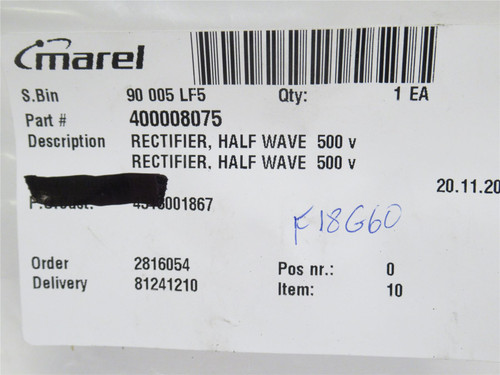 marel
S.Bin 90 005 LF5 Qty: 1 EA
Part # 400008075
Description RECTIFIER, HALF WAVE 500 v
RECTIFIER, HALF WAVE 500 v
20.11.20
001867
F18G60
Order 2816054 Pos nr.: 0
Delivery 81241210 Item: 10